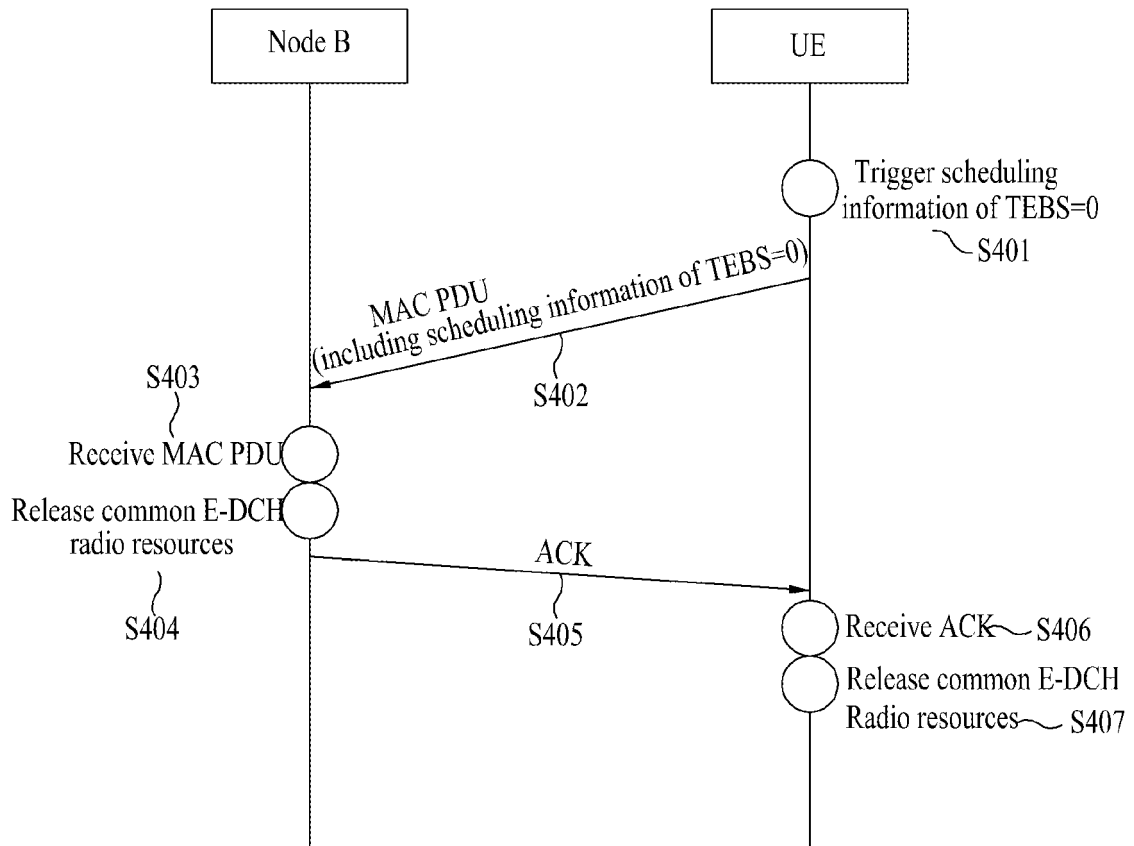 Node B
UE
Trigger scheduling
information of TEBS=0
S401
MAC PDU
(including scheduling information of TEBS=0)
S402
S403
Receive MAC PDU
Release common E-DCH
radio resources
S404
ACK
S405
Receive ACK
S406
Release common E-DCH
Radio resources
S407